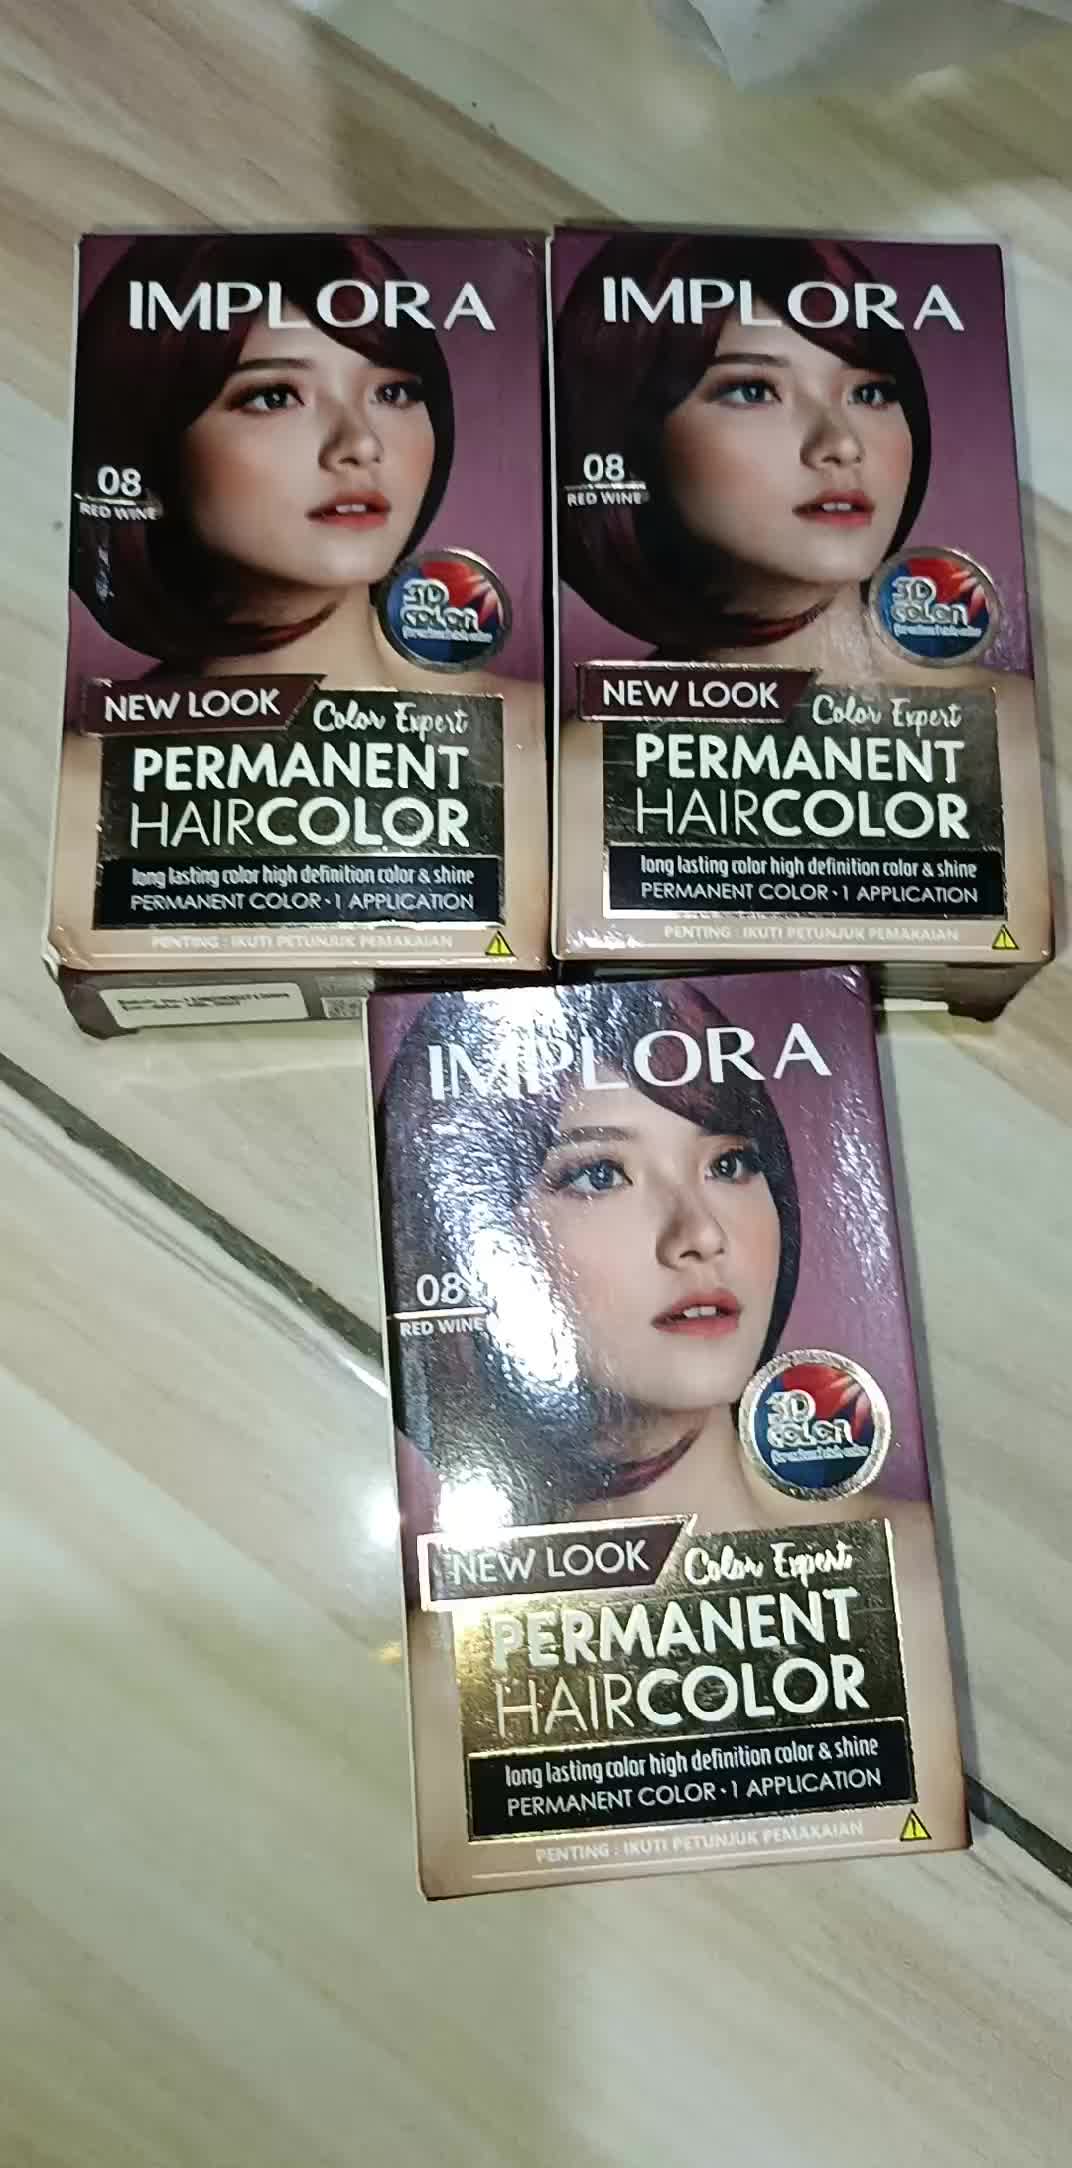 IMPLORA
08
RED WINE
3D
COLOR
NEW LOOK
Color Expert
PERMANENT
HAIRCOLOR
long lasting color high definition color & shine
PERMANENT COLOR • 1 APPLICATION
PENTING : IKUTI PETUNJUK PEMAKAIAN
IMPLORA
08
RED WINE
3D
COLOR
NEW LOOK
Color Expert
PERMANENT
HAIRCOLOR
long lasting color high definition color & shine
PERMANENT COLOR • 1 APPLICATION
PENTING : IKUTI PETUNJUK PEMAKAIAN
IMPLORA
08
RED WINE
3D
COLOR
NEW LOOK
Color Expert
PERMANENT
HAIRCOLOR
long lasting color high definition color & shine
PERMANENT COLOR • 1 APPLICATION
PENTING : IKUTI PETUNJUK PEMAKAIAN